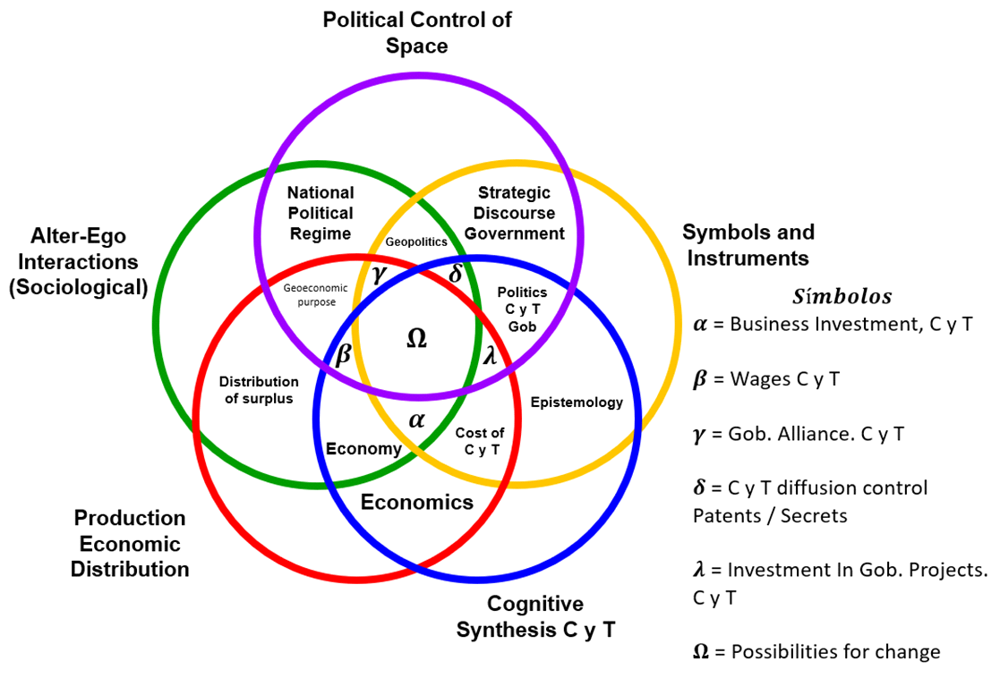 Political Control of
Space
National
Political
Regime
Strategic
Discourse
Government
Geopolitics
Alter-Ego
Interactions
(Sociological)
Symbols and
Instruments
γ
δ
Geoeconomic
purpose
Politics
C y T
Gob
Ω
β
λ
Distribution
of surplus
Epistemology
α
Cost of
C y T
Economy
Economics
Production
Economic
Distribution
Cognitive
Synthesis C y T
Símbolos
α = Business Investment, C y T
β = Wages C y T
γ = Gob. Alliance. C y T
δ = C y T diffusion control
Patents / Secrets
λ = Investment In Gob. Projects.
C y T
Ω = Possibilities for change